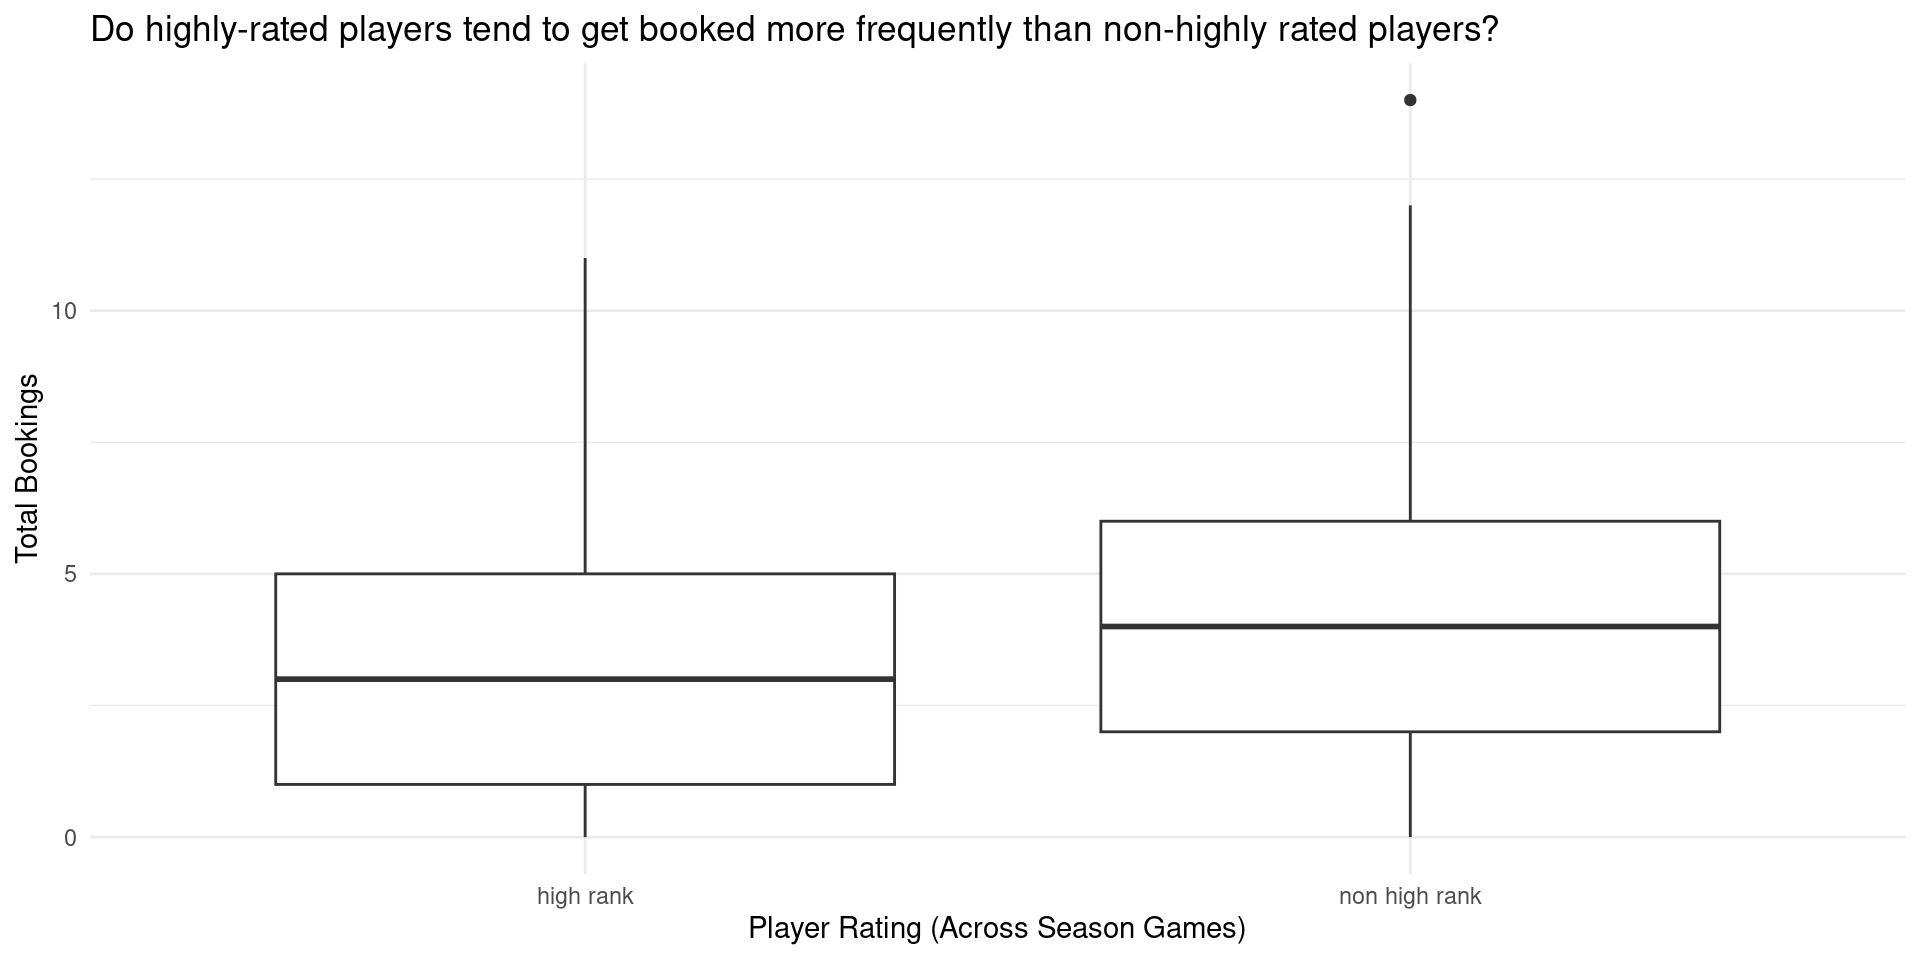 Do highly-rated players tend to get booked more frequently than non-highly rated players?
Total Bookings
10
5
0
high rank
non high rank
Player Rating (Across Season Games)